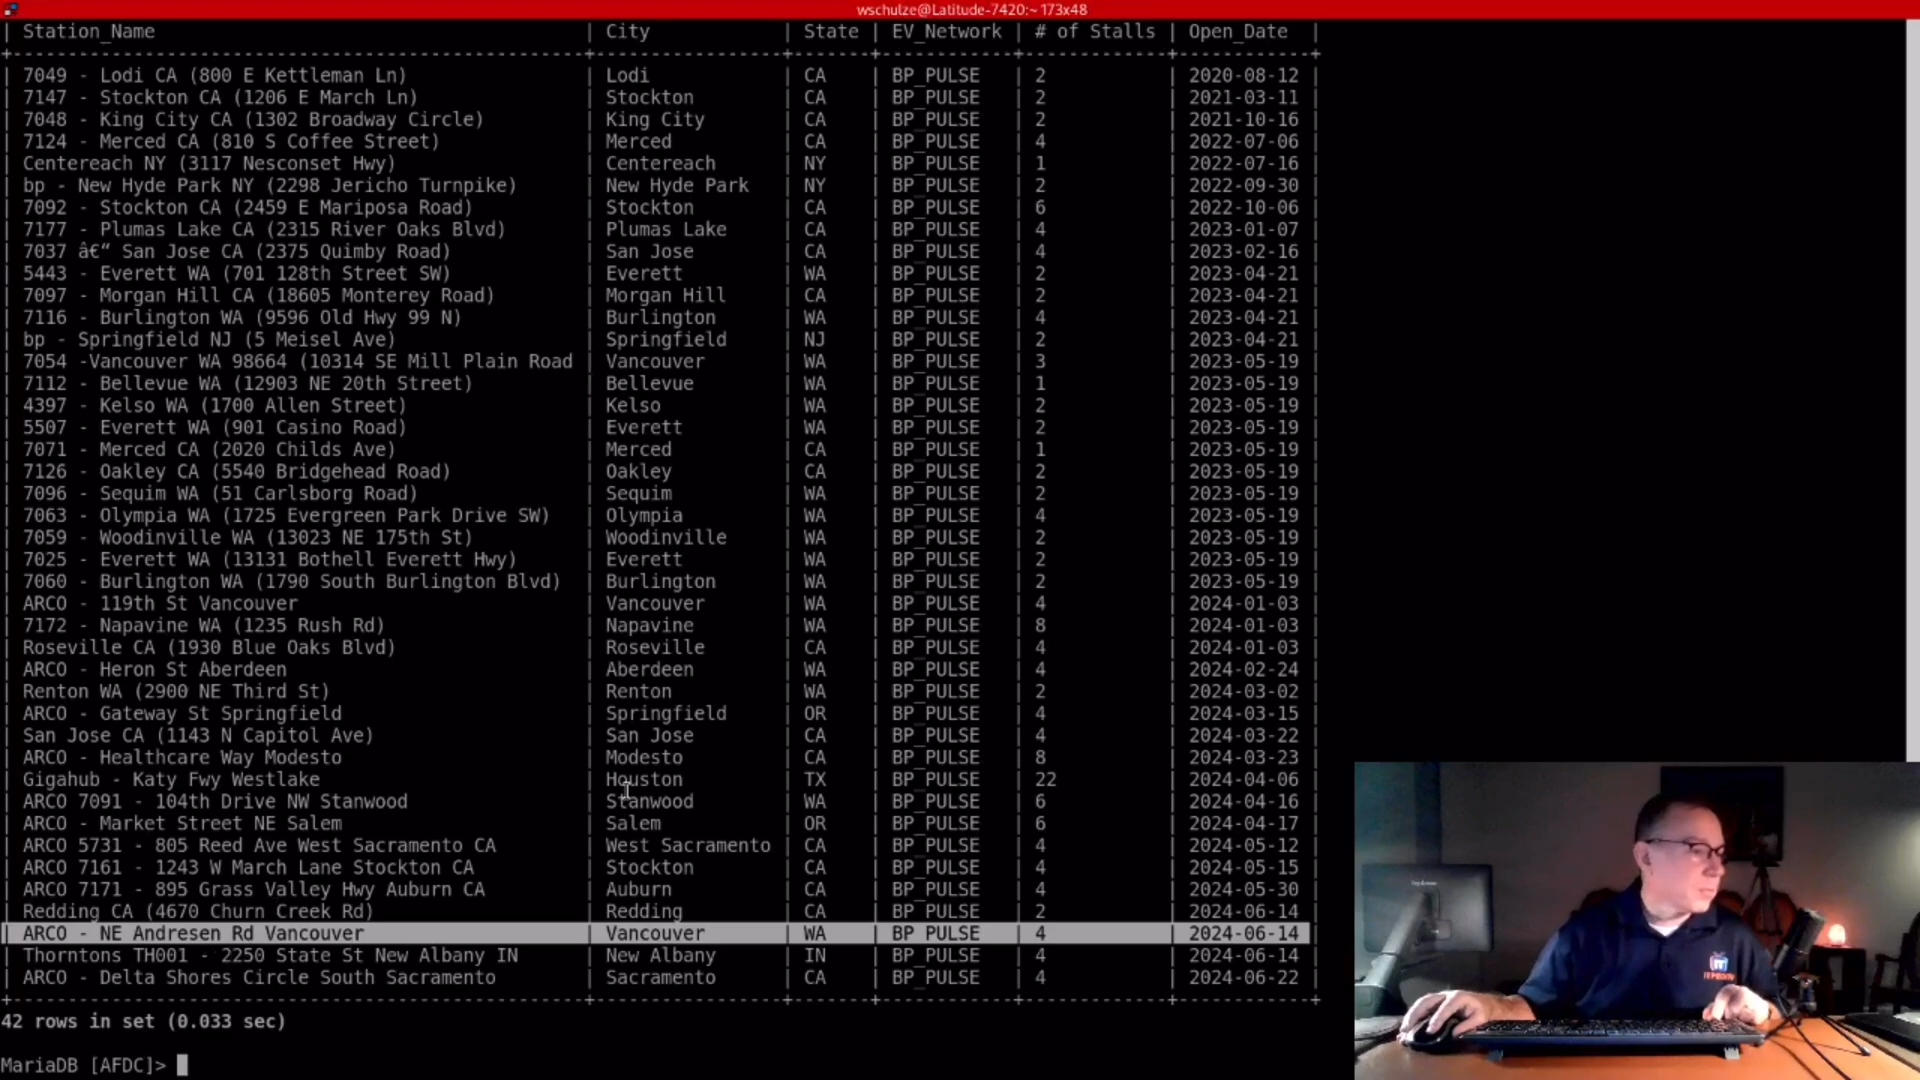 wschulze@Latitude-7420:~ 173x48
| Station_Name | City | State | EV_Network | # of Stalls | Open_Date |
| 7049 - Lodi CA (800 E Kettleman Ln) | Lodi | CA | BP_PULSE | 2 | 2020-08-12 |
| 7147 - Stockton CA (1206 E March Ln) | Stockton | CA | BP_PULSE | 2 | 2021-03-11 |
| 7048 - King City CA (1302 Broadway Circle) | King City | CA | BP_PULSE | 2 | 2021-10-16 |
| 7124 - Merced CA (810 S Coffee Street) | Merced | CA | BP_PULSE | 4 | 2022-07-06 |
| Centereach NY (3117 Nesconset Hwy) | Centereach | NY | BP_PULSE | 1 | 2022-07-16 |
| bp - New Hyde Park NY (2298 Jericho Turnpike) | New Hyde Park | NY | BP_PULSE | 2 | 2022-09-30 |
| 7092 - Stockton CA (2459 E Mariposa Road) | Stockton | CA | BP_PULSE | 6 | 2022-10-06 |
| 7177 - Plumas Lake CA (2315 River Oaks Blvd) | Plumas Lake | CA | BP_PULSE | 4 | 2023-01-07 |
| 7037 â€“ San Jose CA (2375 Quimby Road) | San Jose | CA | BP_PULSE | 4 | 2023-02-16 |
| 5443 - Everett WA (701 128th Street SW) | Everett | WA | BP_PULSE | 2 | 2023-04-21 |
| 7097 - Morgan Hill CA (18605 Monterey Road) | Morgan Hill | CA | BP_PULSE | 2 | 2023-04-21 |
| 7116 - Burlington WA (9596 Old Hwy 99 N) | Burlington | WA | BP_PULSE | 4 | 2023-04-21 |
| bp - Springfield NJ (5 Meisel Ave) | Springfield | NJ | BP_PULSE | 2 | 2023-04-21 |
| 7054 -Vancouver WA 98664 (10314 SE Mill Plain Road | Vancouver | WA | BP_PULSE | 3 | 2023-05-19 |
| 7112 - Bellevue WA (12903 NE 20th Street) | Bellevue | WA | BP_PULSE | 1 | 2023-05-19 |
| 4397 - Kelso WA (1700 Allen Street) | Kelso | WA | BP_PULSE | 2 | 2023-05-19 |
| 5507 - Everett WA (901 Casino Road) | Everett | WA | BP_PULSE | 2 | 2023-05-19 |
| 7071 - Merced CA (2020 Childs Ave) | Merced | CA | BP_PULSE | 1 | 2023-05-19 |
| 7126 - Oakley CA (5540 Bridgehead Road) | Oakley | CA | BP_PULSE | 2 | 2023-05-19 |
| 7096 - Sequim WA (51 Carlsborg Road) | Sequim | WA | BP_PULSE | 2 | 2023-05-19 |
| 7063 - Olympia WA (1725 Evergreen Park Drive SW) | Olympia | WA | BP_PULSE | 4 | 2023-05-19 |
| 7059 - Woodinville WA (13023 NE 175th St) | Woodinville | WA | BP_PULSE | 2 | 2023-05-19 |
| 7025 - Everett WA (13131 Bothell Everett Hwy) | Everett | WA | BP_PULSE | 2 | 2023-05-19 |
| 7060 - Burlington WA (1790 South Burlington Blvd) | Burlington | WA | BP_PULSE | 2 | 2023-05-19 |
| ARCO - 119th St Vancouver | Vancouver | WA | BP_PULSE | 4 | 2024-01-03 |
| 7172 - Napavine WA (1235 Rush Rd) | Napavine | WA | BP_PULSE | 8 | 2024-01-03 |
| Roseville CA (1930 Blue Oaks Blvd) | Roseville | CA | BP_PULSE | 4 | 2024-01-03 |
| ARCO - Heron St Aberdeen | Aberdeen | WA | BP_PULSE | 4 | 2024-02-24 |
| Renton WA (2900 NE Third St) | Renton | WA | BP_PULSE | 2 | 2024-03-02 |
| ARCO - Gateway St Springfield | Springfield | OR | BP_PULSE | 4 | 2024-03-15 |
| San Jose CA (1143 N Capitol Ave) | San Jose | CA | BP_PULSE | 4 | 2024-03-22 |
| ARCO - Healthcare Way Modesto | Modesto | CA | BP_PULSE | 8 | 2024-03-23 |
| Gigahub - Katy Fwy Westlake | Houston | TX | BP_PULSE | 22 | 2024-04-06 |
| ARCO 7091 - 104th Drive NW Stanwood | Stanwood | WA | BP_PULSE | 6 | 2024-04-16 |
| ARCO - Market Street NE Salem | Salem | OR | BP_PULSE | 6 | 2024-04-17 |
| ARCO 5731 - 805 Reed Ave West Sacramento CA | West Sacramento | CA | BP_PULSE | 4 | 2024-05-12 |
| ARCO 7161 - 1243 W March Lane Stockton CA | Stockton | CA | BP_PULSE | 4 | 2024-05-15 |
| ARCO 7171 - 895 Grass Valley Hwy Auburn CA | Auburn | CA | BP_PULSE | 4 | 2024-05-30 |
| Redding CA (4670 Churn Creek Rd) | Redding | CA | BP_PULSE | 2 | 2024-06-14 |
| ARCO - NE Andresen Rd Vancouver | Vancouver | WA | BP_PULSE | 4 | 2024-06-14 |
| Thorntons TH001 - 2250 State St New Albany IN | New Albany | IN | BP_PULSE | 4 | 2024-06-14 |
| ARCO - Delta Shores Circle South Sacramento | Sacramento | CA | BP_PULSE | 4 | 2024-06-22 |
42 rows in set (0.033 sec)
MariaDB [AFDC]>